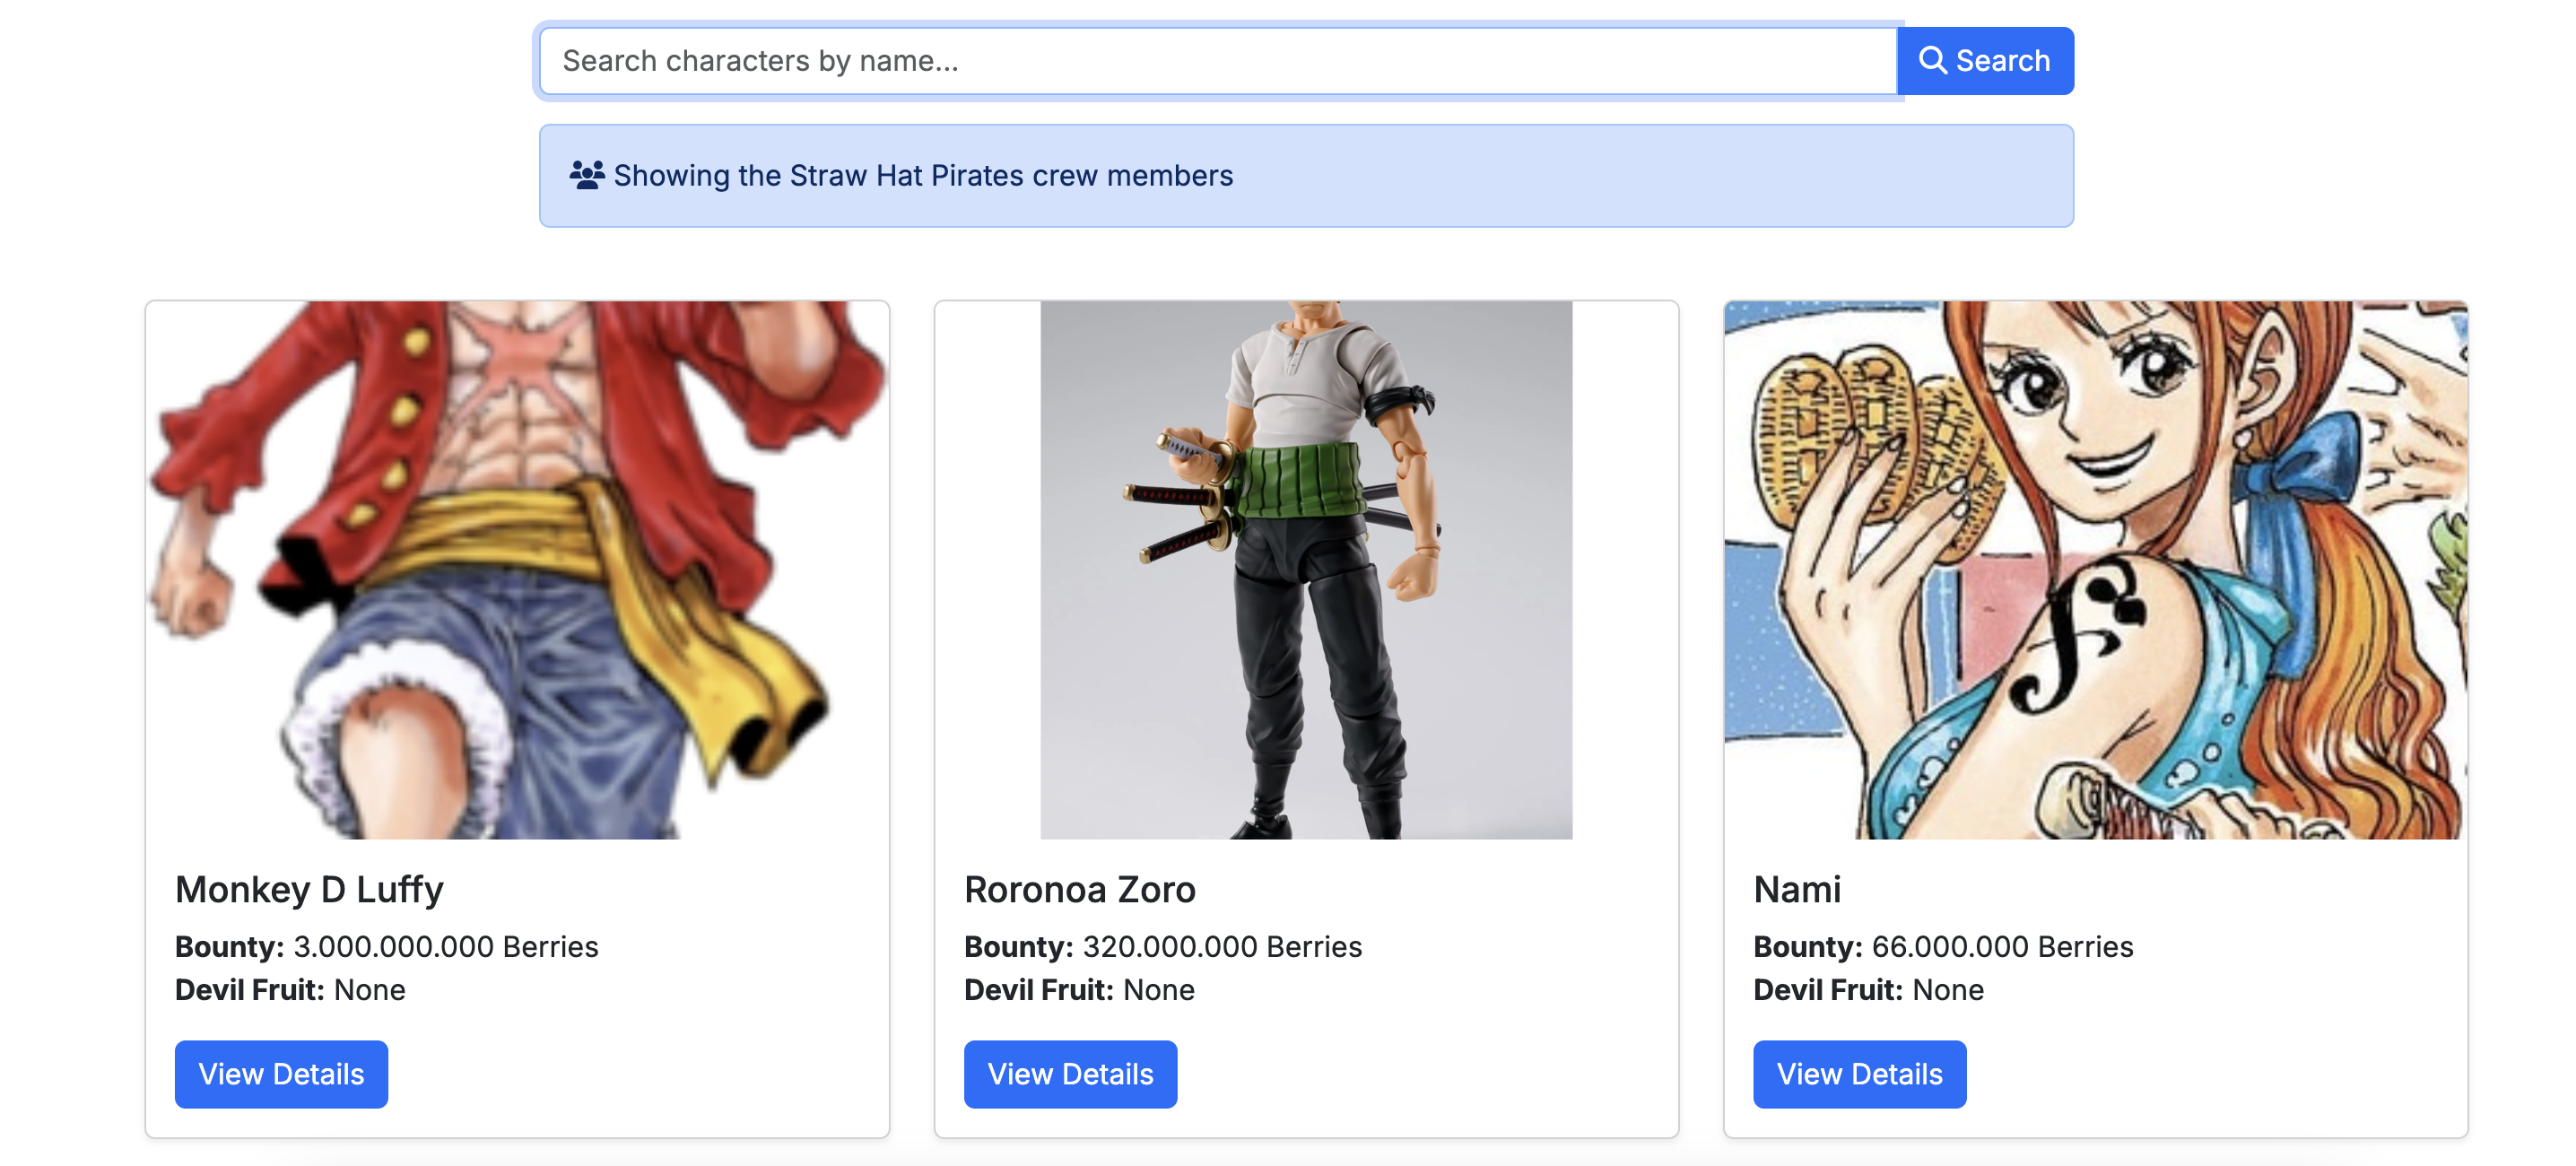 Search characters by name...
Search
Showing the Straw Hat Pirates crew members
Monkey D Luffy
Bounty: 3.000.000.000 Berries
Devil Fruit: None
View Details
Roronoa Zoro
Bounty: 320.000.000 Berries
Devil Fruit: None
View Details
Nami
Bounty: 66.000.000 Berries
Devil Fruit: None
View Details